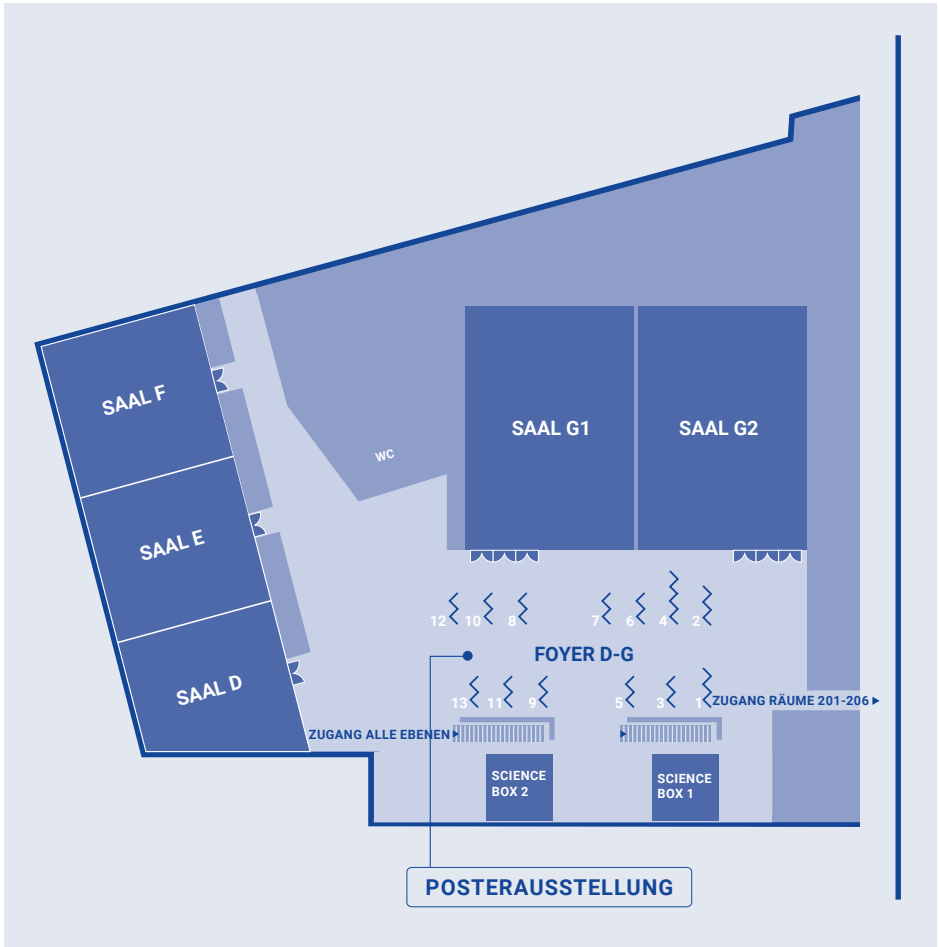 SAAL F
SAAL G1
SAAL G2
WC
SAAL E
12 10 8 7 6 4 2
FOYER D-G
SAAL D
13 11 9 5 3 1
ZUGANG RÄUME 201-206
ZUGANG ALLE EBENEN
SCIENCE
BOX 2
SCIENCE
BOX 1
POSTERAUSSTELLUNG